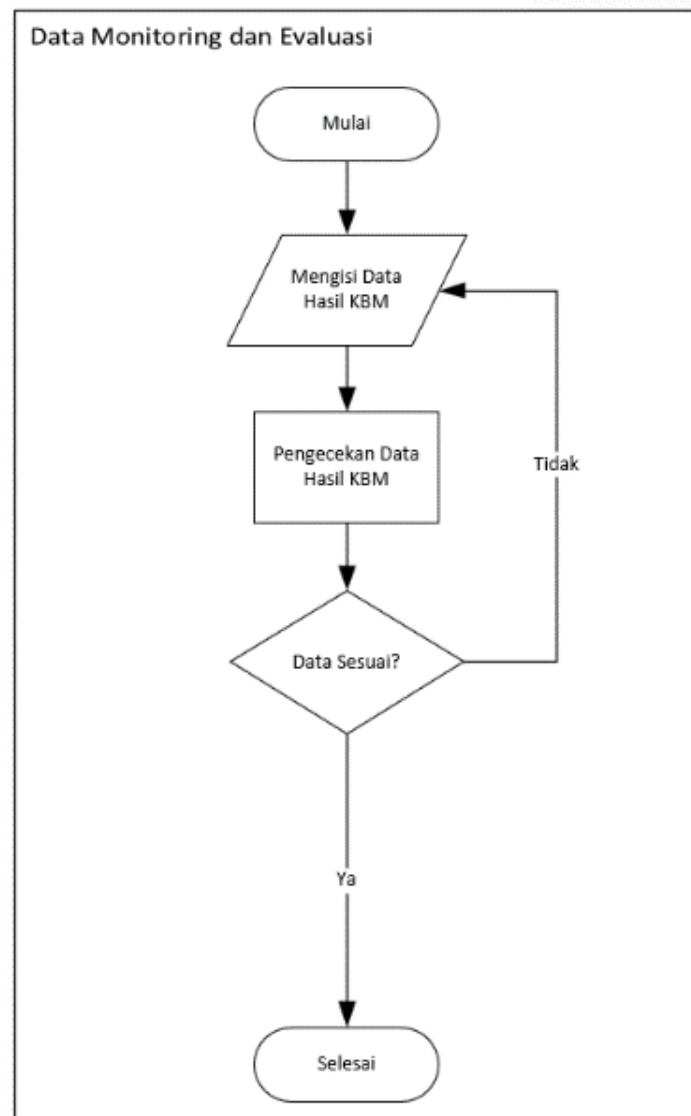 Data Monitoring dan Evaluasi
Mulai
Mengisi Data
Hasil KBM
Pengecekan Data
Hasil KBM
Tidak
Data Sesuai?
Ya
Selesai